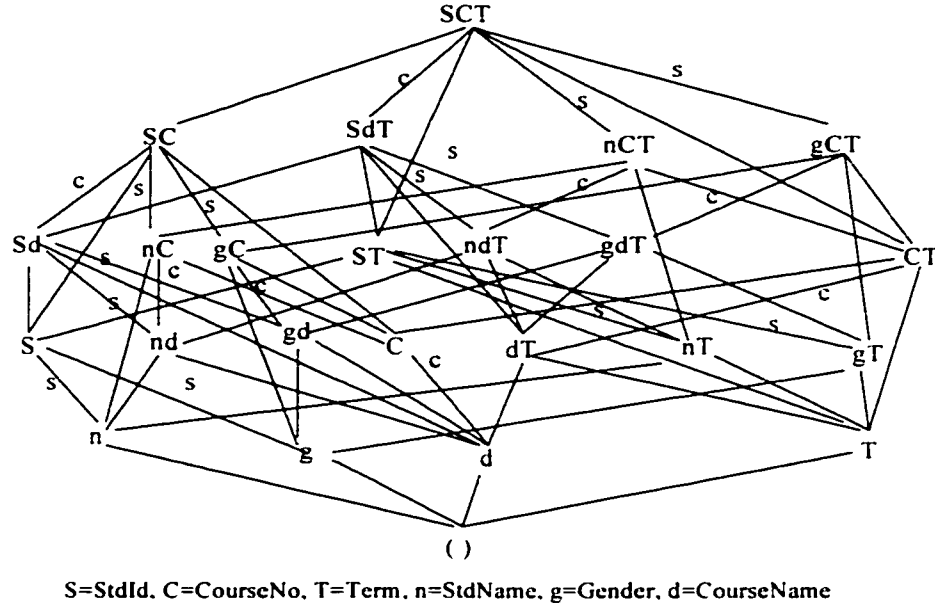 SCT
s
c
s
SC
SdT
nCT
gCT
s
c
s
s
s
c
c
Sd
nC
gC
ST
ndT
gdT
CT
s
c
c
s
c
s
s
S
nd
gd
C
dT
nT
gT
s
s
c
n
g
d
T
( )
S=StdId, C=CourseNo, T=Term, n=StdName, g=Gender, d=CourseName